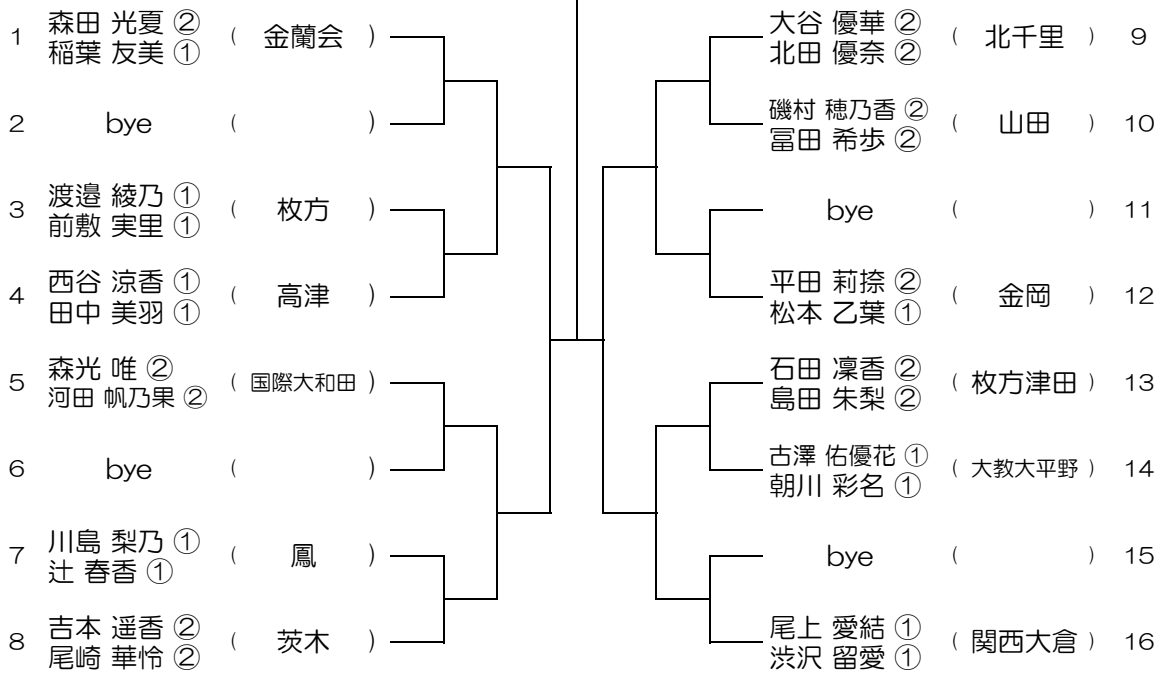 1 森田 光夏 ② ( 金蘭会 )
稲葉 友美 ①
2 bye ( )
3 渡邉 綾乃 ① ( 枚方 )
前敷 実里 ①
4 西谷 涼香 ① ( 高津 )
田中 美羽 ①
5 森光 唯 ② ( 国際大和田 )
河田 帆乃果 ②
6 bye ( )
7 川島 梨乃 ① ( 鳳 )
辻 春香 ①
8 吉本 遥香 ② ( 茨木 )
尾崎 華怜 ②
大谷 優華 ② ( 北千里 ) 9
北田 優奈 ②
磯村 穂乃香 ② ( 山田 ) 10
冨田 希歩 ②
bye ( ) 11
平田 莉捺 ② ( 金岡 ) 12
松本 乙葉 ①
石田 凜香 ② ( 枚方津田 ) 13
島田 朱梨 ②
古澤 佑優花 ① ( 大教大平野 ) 14
朝川 彩名 ①
bye ( ) 15
尾上 愛結 ① ( 関西大倉 ) 16
渋沢 留愛 ①